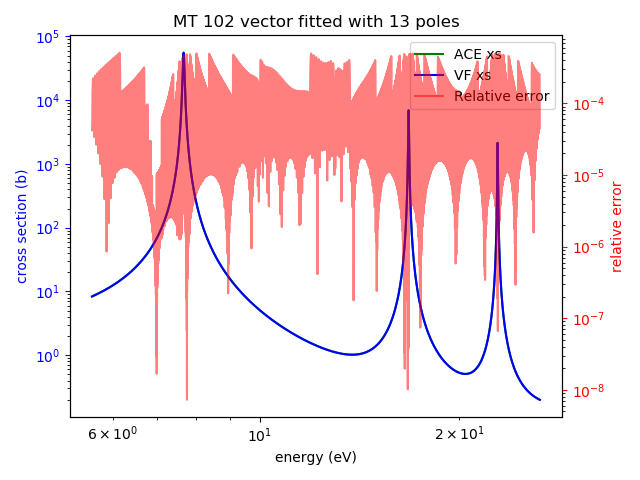 MT 102 vector fitted with 13 poles
ACE xs
VF xs
Relative error
cross section (b)
10^5
10^4
10^3
10^2
10^1
10^0
10^-4
10^-5
10^-6
10^-7
10^-8
relative error
6 × 10^0
10^1
2 × 10^1
energy (eV)